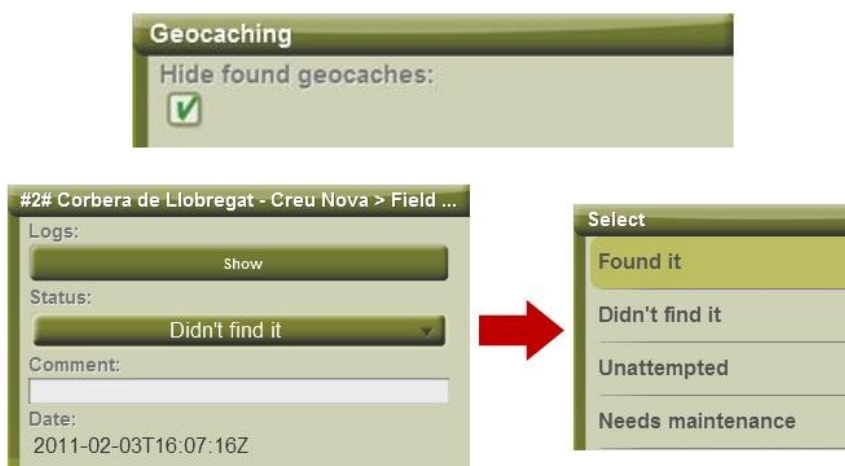 Geocaching
Hide found geocaches:
#2# Corbera de Llobregat - Creu Nova > Field ...
Logs:
Show
Status:
Didn't find it
Comment:
Date:
2011-02-03T16:07:16Z
Select
Found it
Didn't find it
Unattempted
Needs maintenance